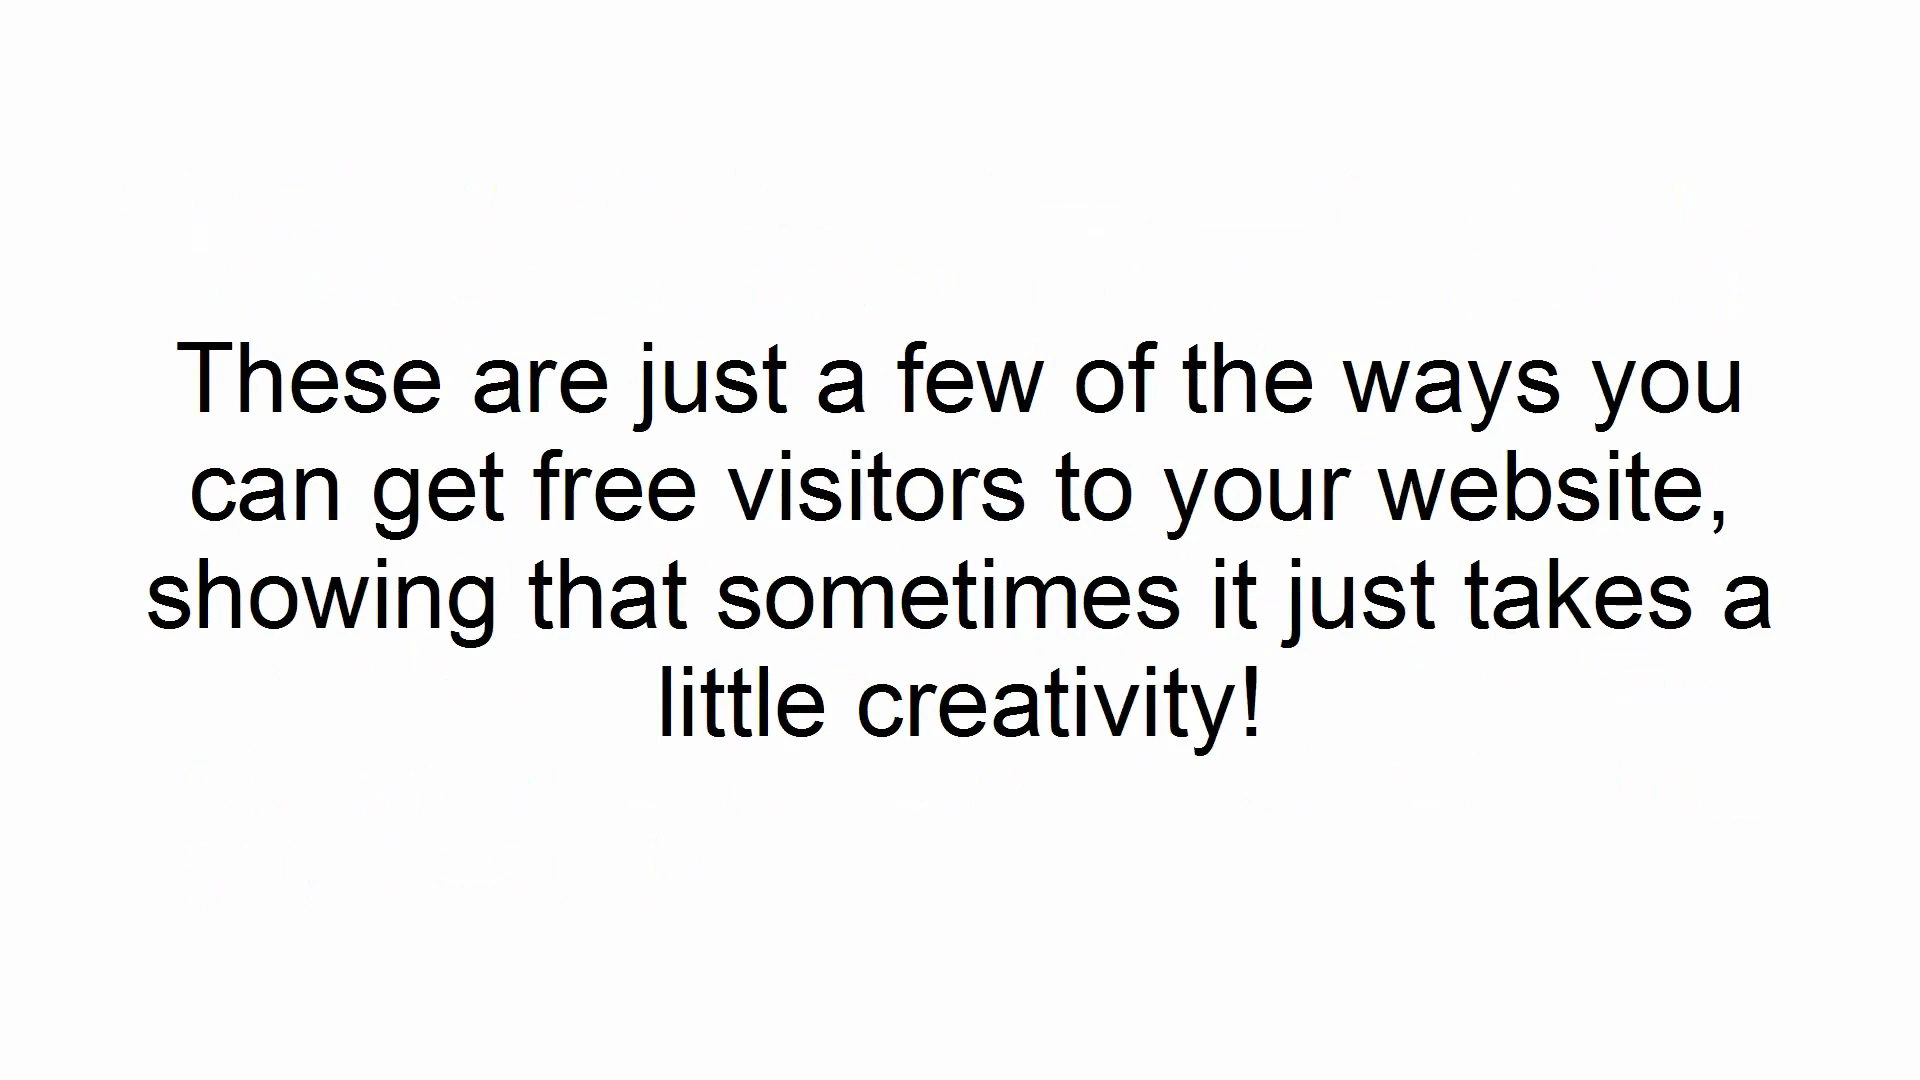 These are just a few of the ways you
can get free visitors to your website,
showing that sometimes it just takes a
little creativity!